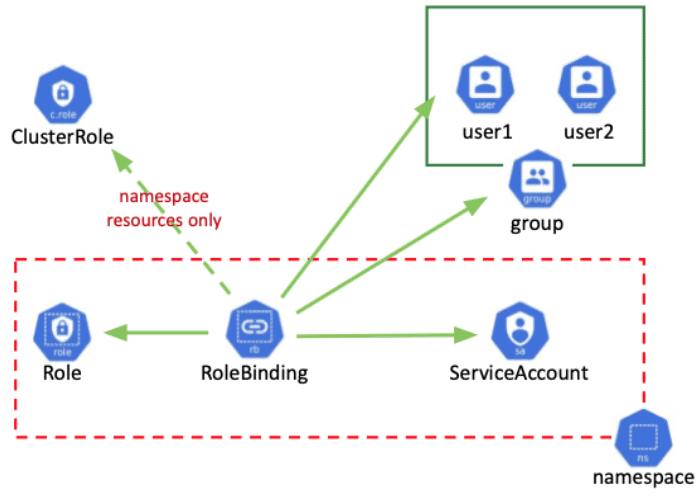 user
user
user1
user2
c.role
ClusterRole
namespace
resources only
group
group
role
Role
rb
RoleBinding
sa
ServiceAccount
ns
namespace